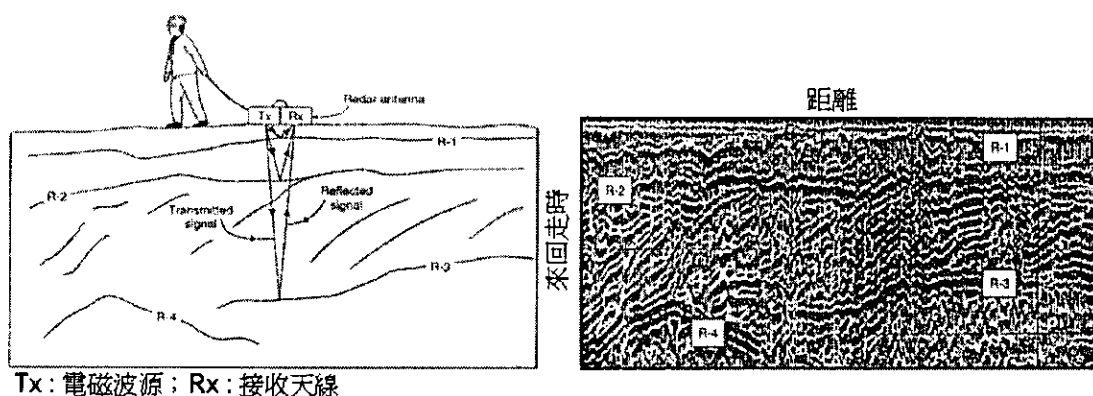 Tx
Rx
Radar antenna
R-1
R-2
Reflected
signal
Transmitted
signal
R-3
R-4
Tx : 電磁波源 ; Rx : 接收天線
距離
來回走時
R-1
R-2
R-3
R-4